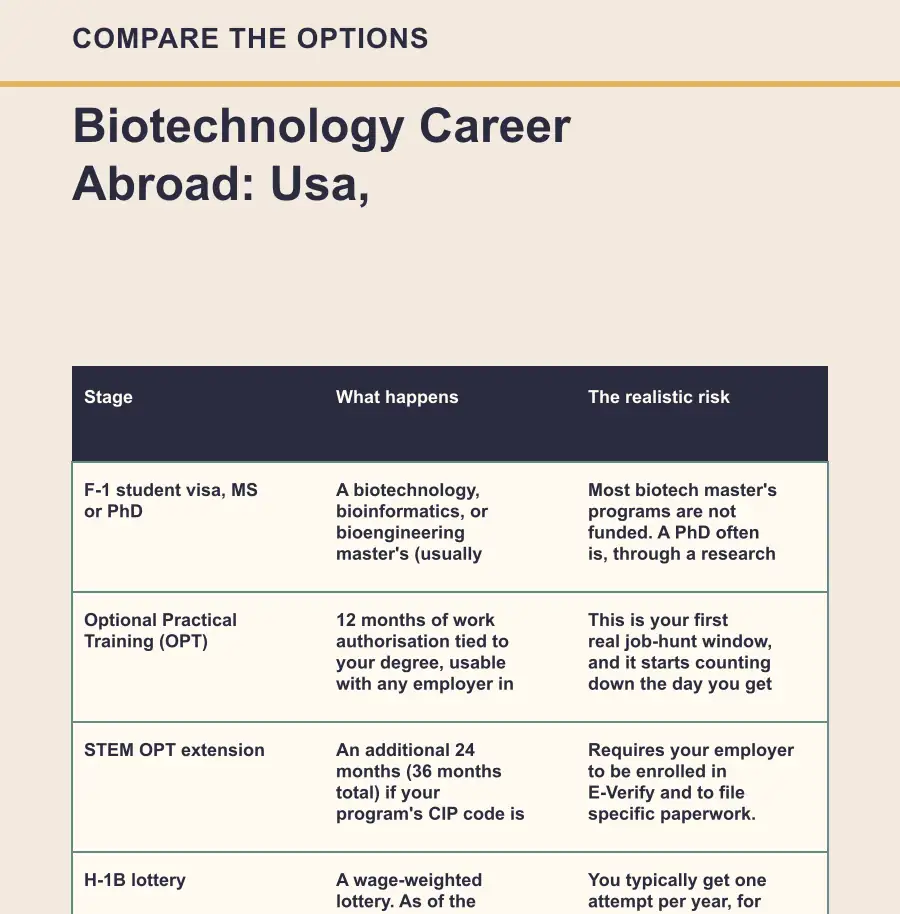 COMPARE THE OPTIONS
Biotechnology Career
Abroad: Usa,
Stage
What happens
The realistic risk
F-1 student visa, MS
or PhD
A biotechnology,
bioinformatics, or
bioengineering
master's (usually
Most biotech master's
programs are not
funded. A PhD often
is, through a research
Optional Practical
Training (OPT)
12 months of work
authorisation tied to
your degree, usable
with any employer in
This is your first
real job-hunt window,
and it starts counting
down the day you get
STEM OPT extension
An additional 24
months (36 months
total) if your
program's CIP code is
Requires your employer
to be enrolled in
E-Verify and to file
specific paperwork.
H-1B lottery
A wage-weighted
lottery. As of the
You typically get one
attempt per year, for